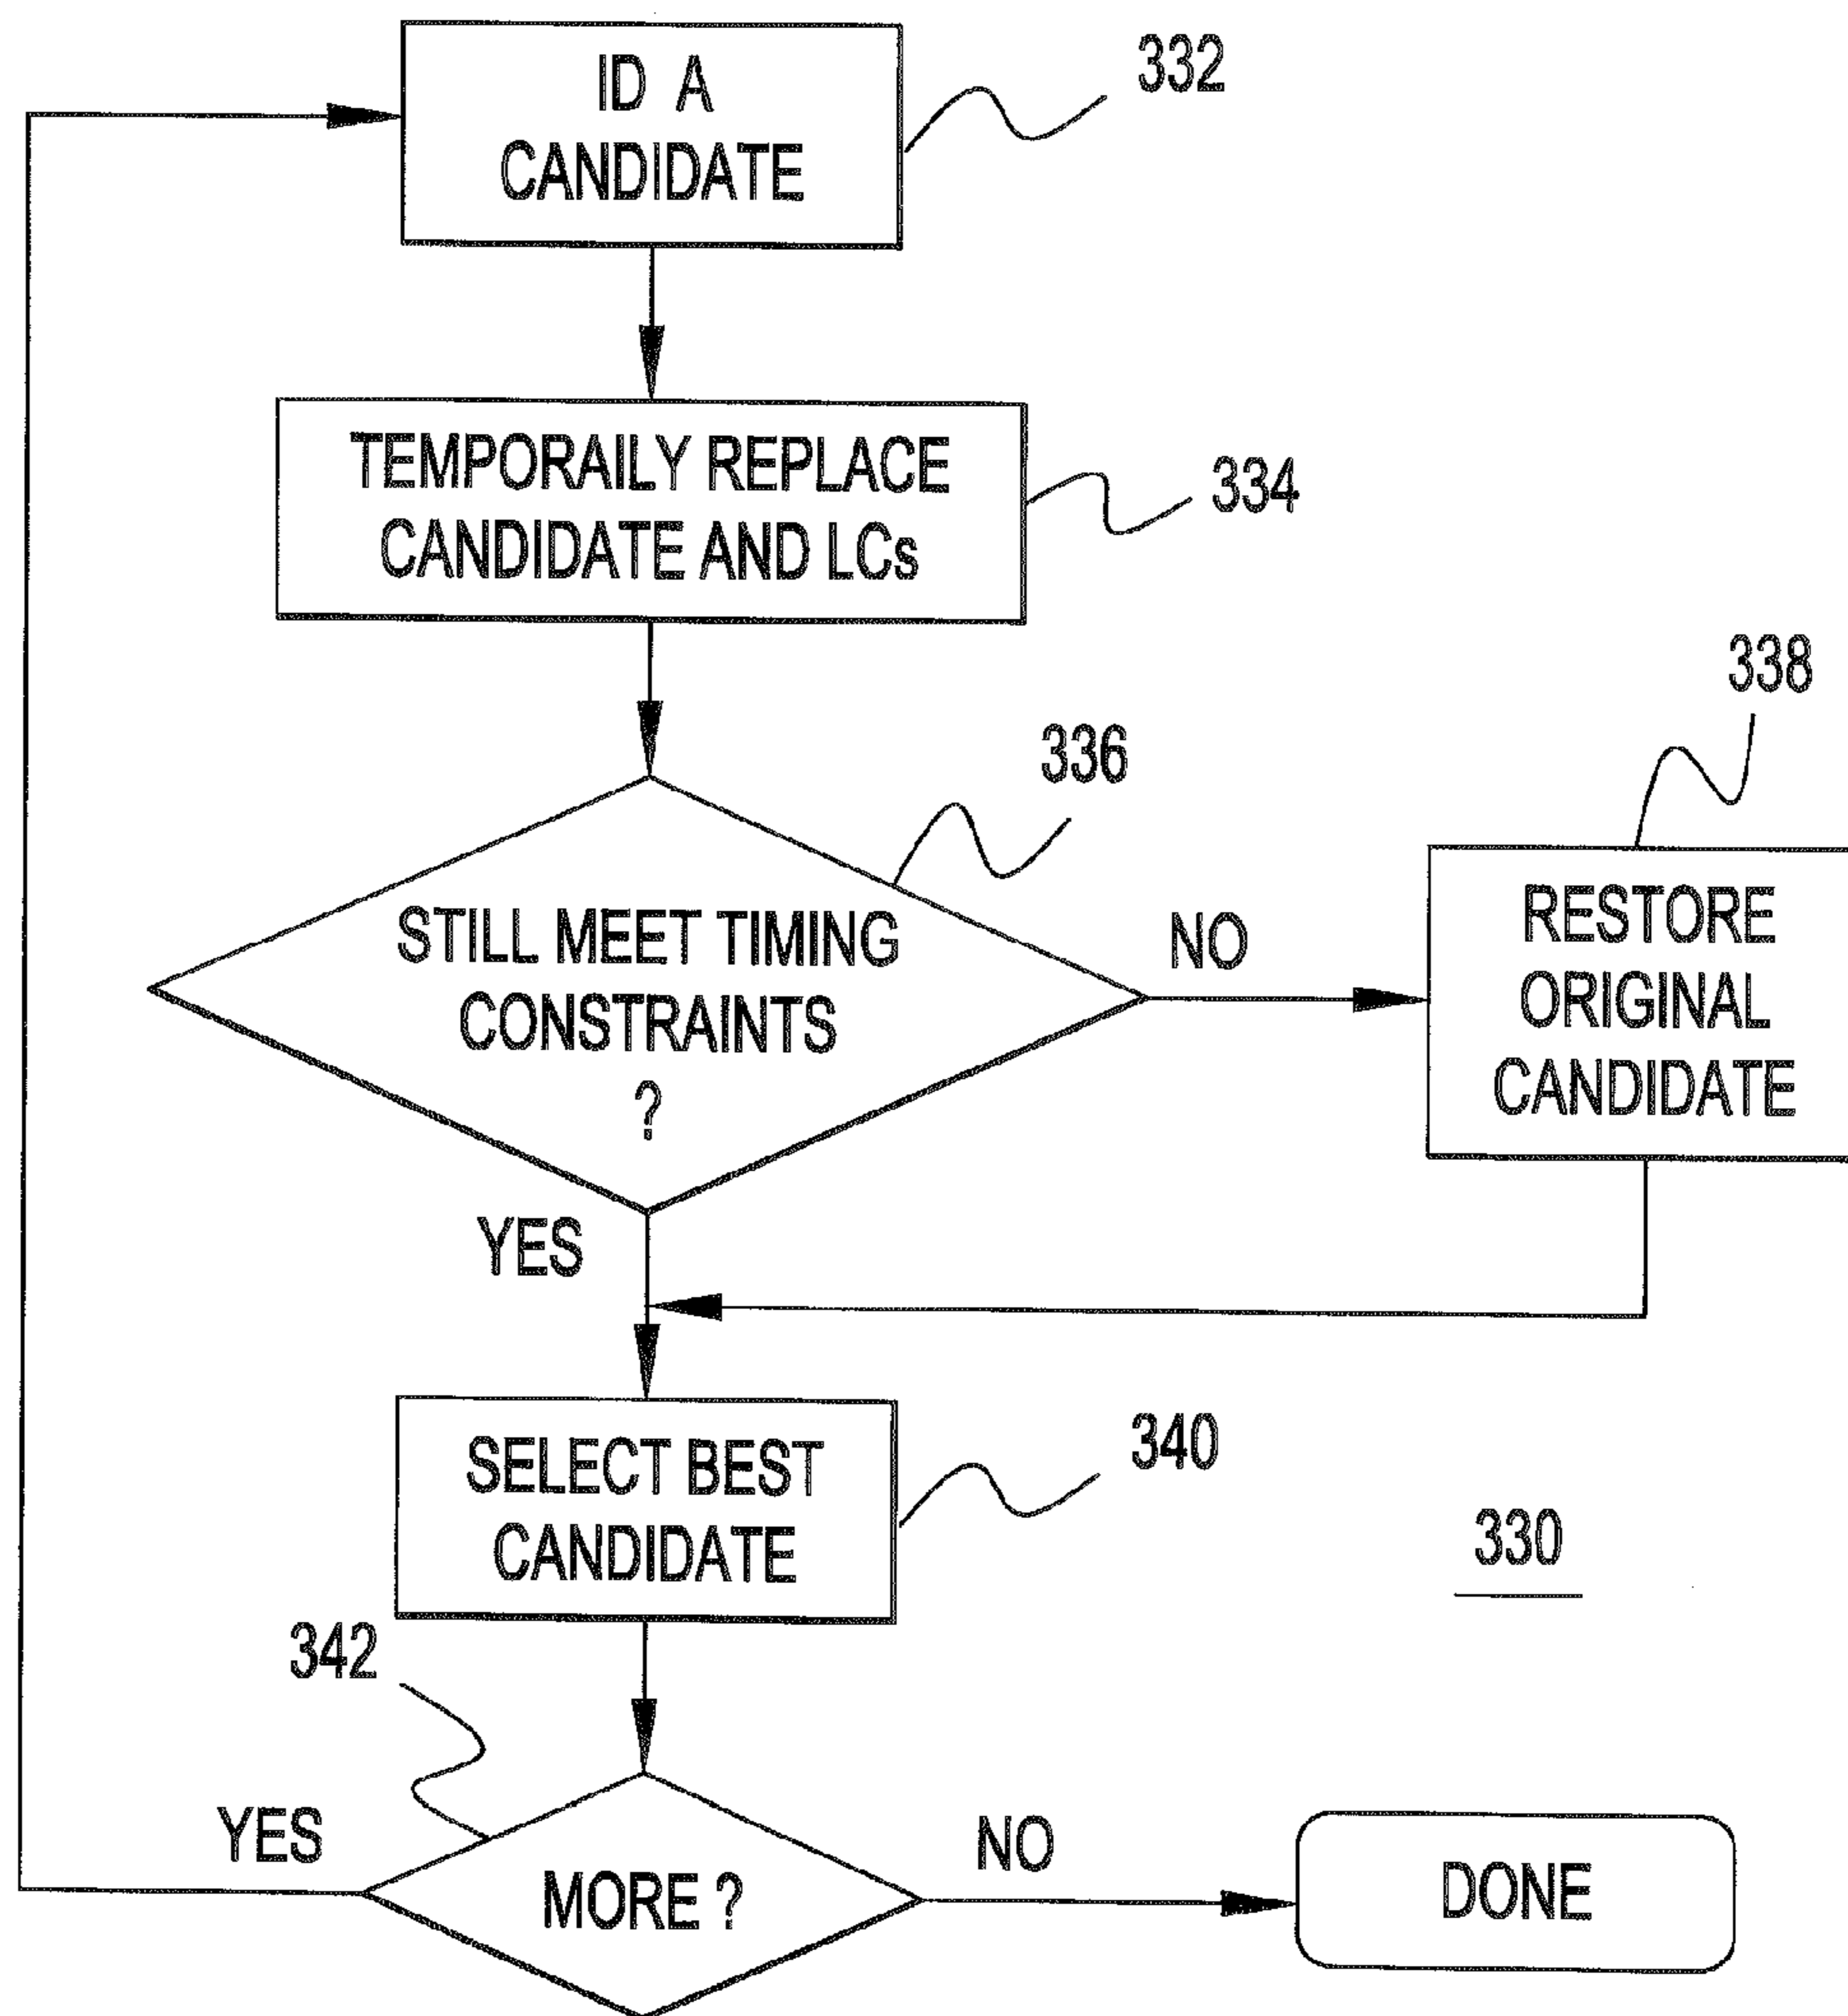 ID A
CANDIDATE
332
TEMPORAILY REPLACE
CANDIDATE AND LCs
334
336
STILL MEET TIMING
CONSTRAINTS
?
NO
338
RESTORE
ORIGINAL
CANDIDATE
YES
SELECT BEST
CANDIDATE
340
330
342
YES
MORE ?
NO
DONE